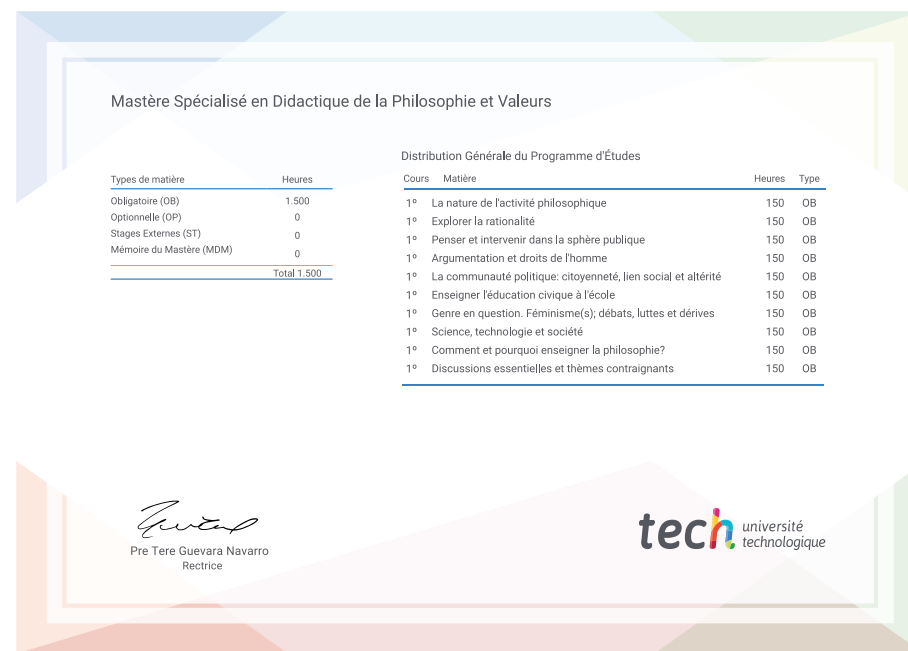 Mastère Spécialisé en Didactique de la Philosophie et Valeurs
Types de matière Heures
Obligatoire (OB) 1.500
Optionnelle (OP) 0
Stages Externes (ST) 0
Mémoire du Mastère (MDM) 0
Total 1.500
Distribution Générale du Programme d'Études
Cours Matière Heures Type
1º La nature de l'activité philosophique 150 OB
1º Explorer la rationalité 150 OB
1º Penser et intervenir dans la sphère publique 150 OB
1º Argumentation et droits de l'homme 150 OB
1º La communauté politique: citoyenneté, lien social et altérité 150 OB
1º Enseigner l'éducation civique à l'école 150 OB
1º Genre en question. Féminisme(s); débats, luttes et dérives 150 OB
1º Science, technologie et société 150 OB
1º Comment et pourquoi enseigner la philosophie? 150 OB
1º Discussions essentielles et thèmes contraignants 150 OB
Pre Tere Guevara Navarro
Rectrice
tech université
technologique